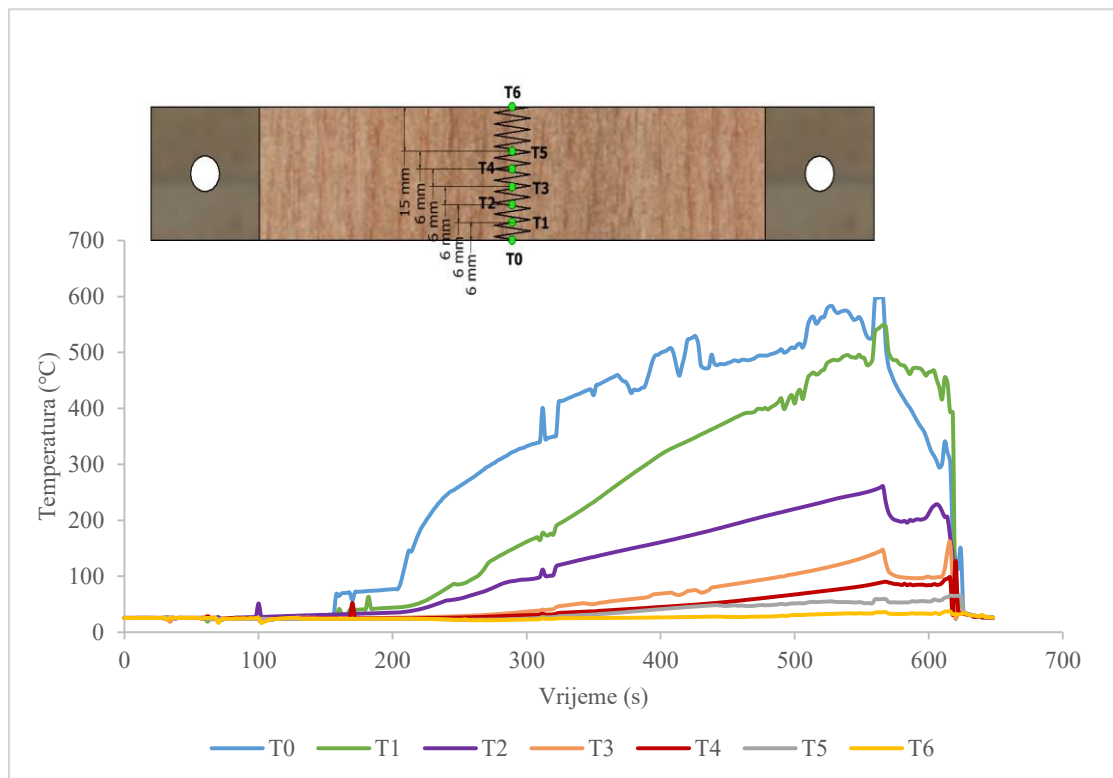 T6
T5
T4
T3
T2
T1
T0
15 mm
6 mm
6 mm
6 mm
6 mm
6 mm
700
600
500
400
300
200
100
0
Temperatura (°C)
0 100 200 300 400 500 600 700
Vrijeme (s)
T0 T1 T2 T3 T4 T5 T6